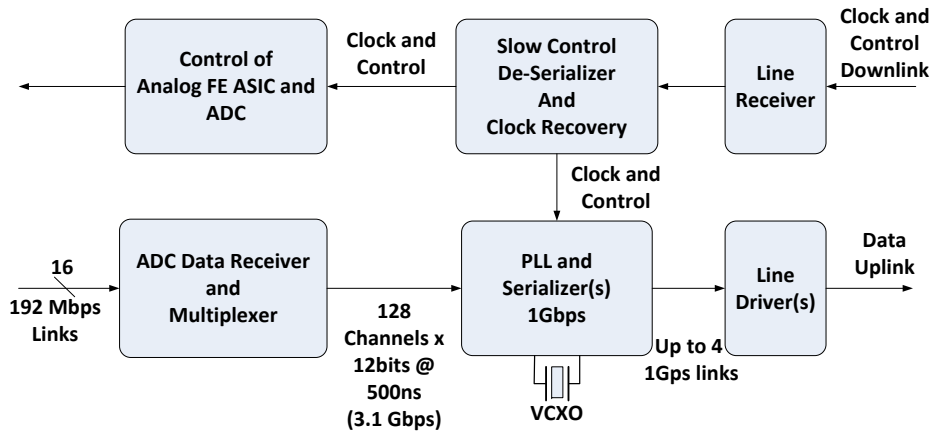 Control of
Analog FE ASIC and
ADC
Clock and
Control
Slow Control
De-Serializer
And
Clock Recovery
Line
Receiver
Clock and
Control
Downlink
Clock and
Control
16
192 Mbps
Links
ADC Data Receiver
and
Multiplexer
128
Channels x
12bits @
500ns
(3.1 Gbps)
PLL and
Serializer(s)
1Gbps
VCXO
Up to 4
1Gps links
Line
Driver(s)
Data
Uplink